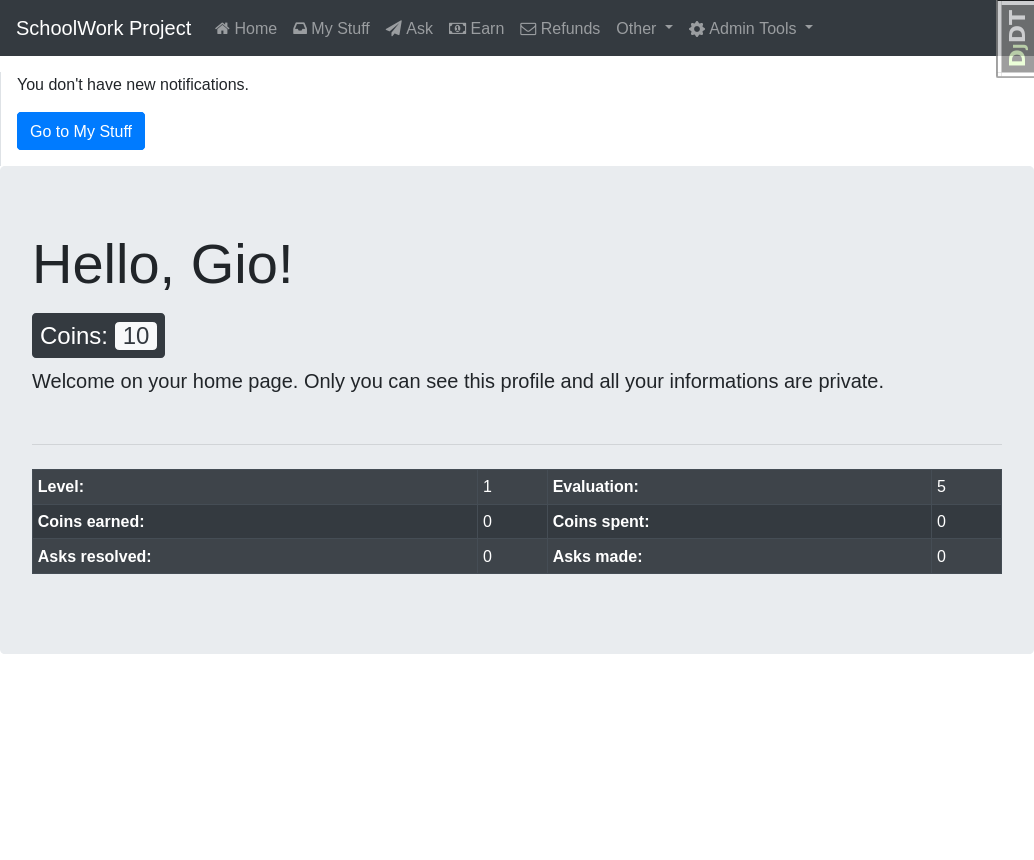 SchoolWork Project Home My Stuff Ask Earn Refunds Other Admin Tools
DjDT
You don't have new notifications.
Go to My Stuff
Hello, Gio!
Coins: 10
Welcome on your home page. Only you can see this profile and all your informations are private.
Level: 1 Evaluation: 5
Coins earned: 0 Coins spent: 0
Asks resolved: 0 Asks made: 0